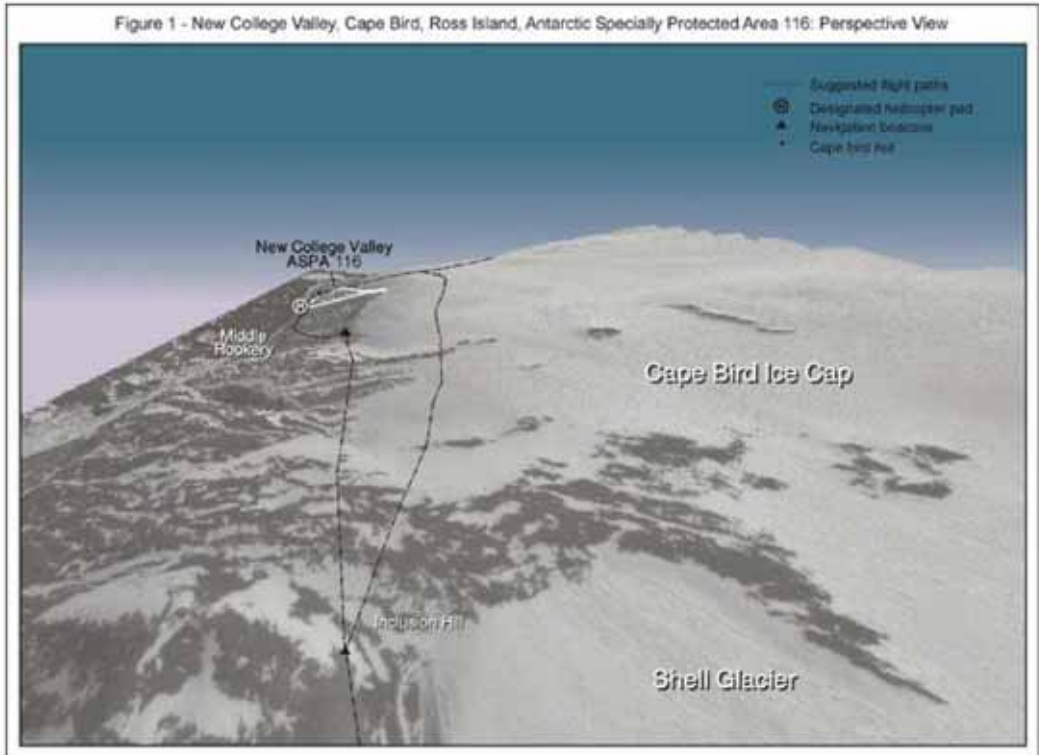 Figure 1 - New College Valley, Cape Bird, Ross Island, Antarctic Specially Protected Area 116: Perspective View
Suggested flight paths
Designated helicopter pad
Navigation beacons
Cape bird hut
New College Valley
ASPA 116
H
Middle
Rookery
Cape Bird Ice Cap
Inclusion Hill
Shell Glacier